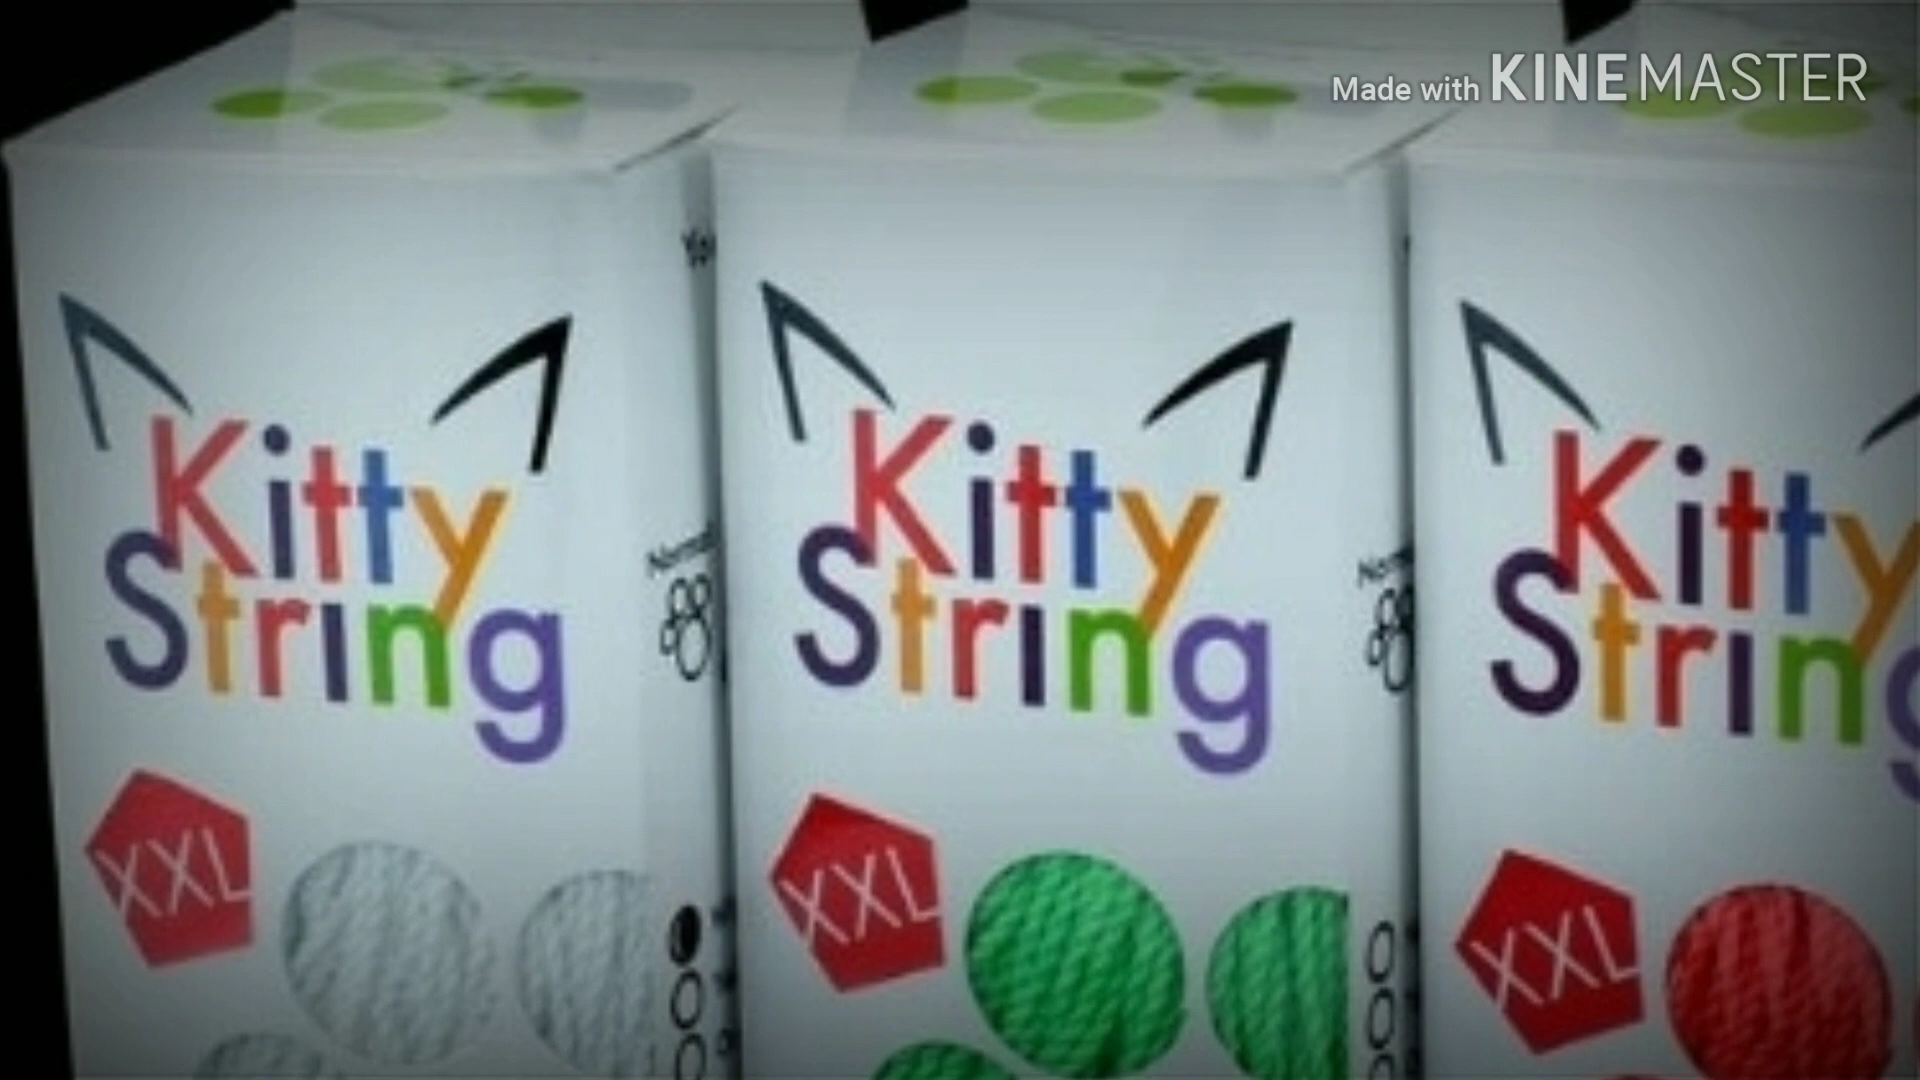 Made with KINEMASTER
Kitty
String
XXL
Kitty
String
XXL
Kitty
String
XXL